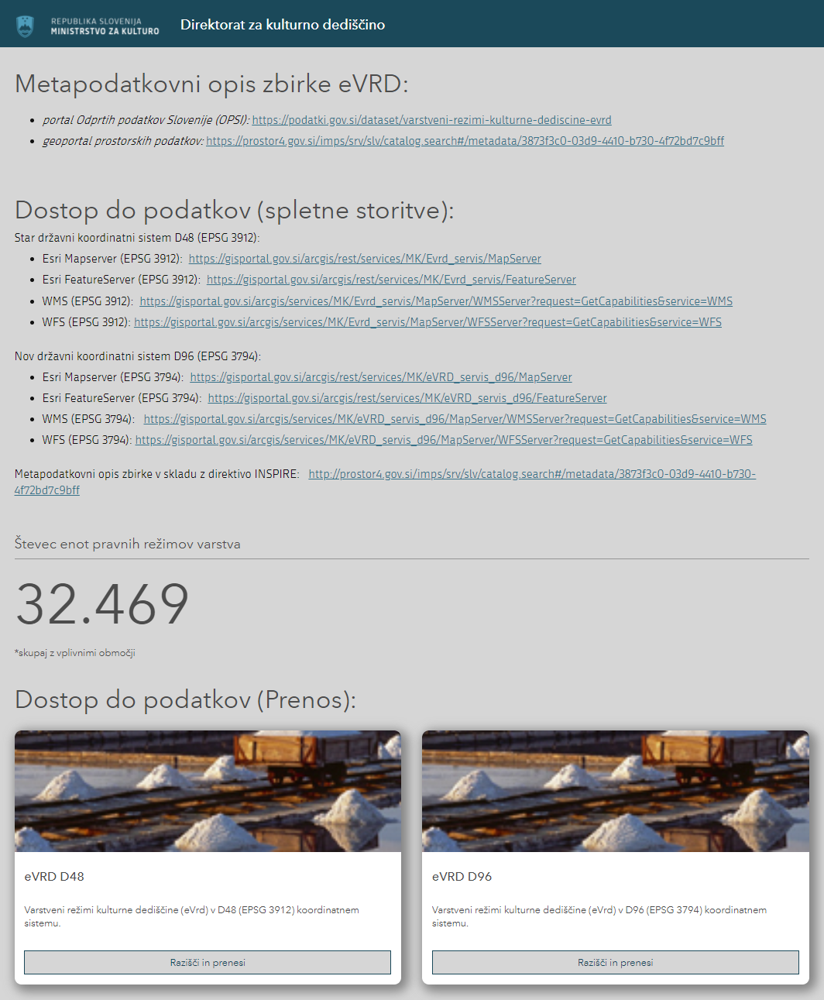 REPUBLIKA SLOVENIJA
MINISTRSTVO ZA KULTURO
Direktorat za kulturno dediščino
Metapodatkovni opis zbirke eVRD:
• portal Odprtih podatkov Slovenije (OPSI): https://podatki.gov.si/dataset/varstveni-rezimi-kulturne-dediscine-evrd
• geoportal prostorskih podatkov: https://prostor4.gov.si/imps/srv/slv/catalog.search#/metadata/3873f3c0-03d9-4410-b730-4f72bd7c9bff
Dostop do podatkov (spletne storitve):
Star državni koordinatni sistem D48 (EPSG 3912):
• Esri Mapserver (EPSG 3912): https://gisportal.gov.si/arcgis/rest/services/MK/Evrd_servis/MapServer
• Esri FeatureServer (EPSG 3912): https://gisportal.gov.si/arcgis/rest/services/MK/Evrd_servis/FeatureServer
• WMS (EPSG 3912): https://gisportal.gov.si/arcgis/services/MK/Evrd_servis/MapServer/WMSServer?request=GetCapabilities&service=WMS
• WFS (EPSG 3912): https://gisportal.gov.si/arcgis/services/MK/Evrd_servis/MapServer/WFSServer?request=GetCapabilities&service=WFS
Nov državni koordinatni sistem D96 (EPSG 3794):
• Esri Mapserver (EPSG 3794): https://gisportal.gov.si/arcgis/rest/services/MK/eVRD_servis_d96/MapServer
• Esri FeatureServer (EPSG 3794): https://gisportal.gov.si/arcgis/rest/services/MK/eVRD_servis_d96/FeatureServer
• WMS (EPSG 3794): https://gisportal.gov.si/arcgis/services/MK/eVRD_servis_d96/MapServer/WMSServer?request=GetCapabilities&service=WMS
• WFS (EPSG 3794): https://gisportal.gov.si/arcgis/services/MK/eVRD_servis_d96/MapServer/WFSServer?request=GetCapabilities&service=WFS
Metapodatkovni opis zbirke v skladu z direktivo INSPIRE: http://prostor4.gov.si/imps/srv/slv/catalog.search#/metadata/3873f3c0-03d9-4410-b730-
4f72bd7c9bff
Števec enot pravnih režimov varstva
32.469
*skupaj z vplivnimi območji
Dostop do podatkov (Prenos):
eVRD D48
Varstveni režimi kulturne dediščine (eVrd) v D48 (EPSG 3912) koordinatnem
sistemu.
Razišči in prenesi
eVRD D96
Varstveni režimi kulturne dediščine (eVrd) v D96 (EPSG 3794) koordinatnem
sistemu.
Razišči in prenesi